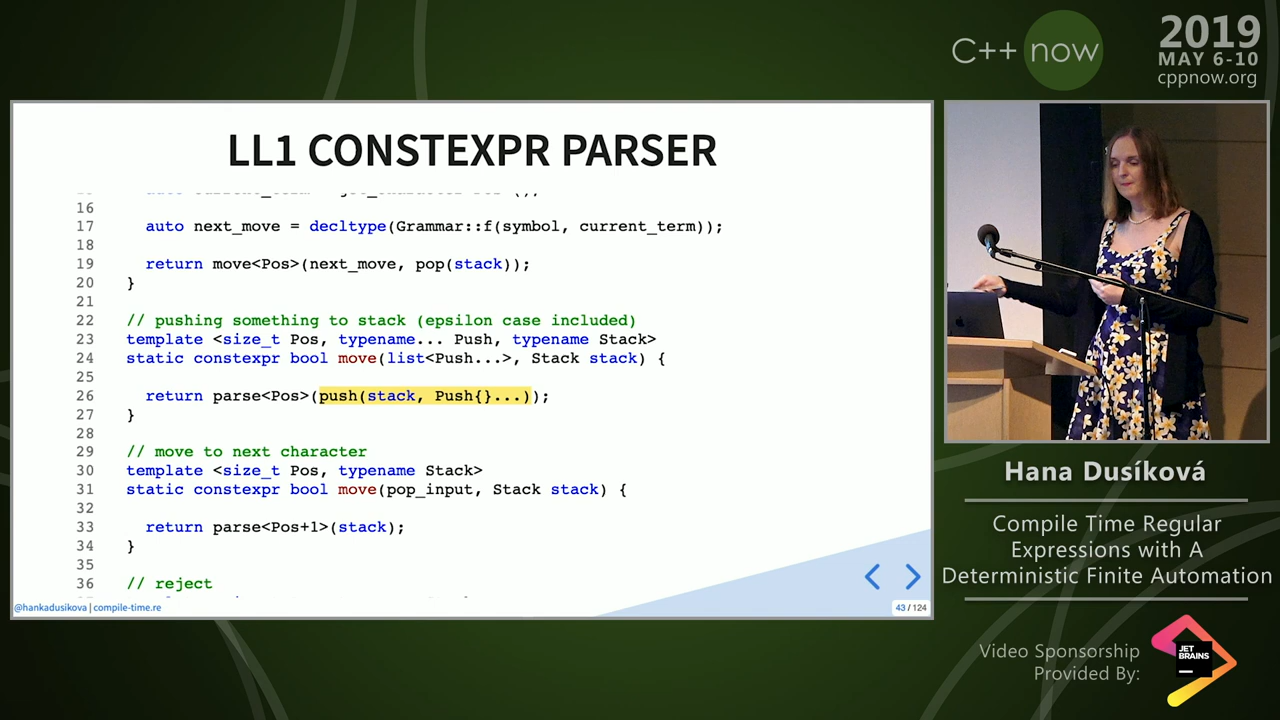 C++ now
2019
MAY 6-10
cppnow.org
LL1 CONSTEXPR PARSER
16
17 auto next_move = decltype(Grammar::f(symbol, current_term));
18
19 return move<Pos>(next_move, pop(stack));
20 }
21
22 // pushing something to stack (epsilon case included)
23 template <size_t Pos, typename... Push, typename Stack>
24 static constexpr bool move(list<Push...>, Stack stack) {
25
26 return parse<Pos>(push(stack, Push{}...));
27 }
28
29 // move to next character
30 template <size_t Pos, typename Stack>
31 static constexpr bool move(pop_input, Stack stack) {
32
33 return parse<Pos+1>(stack);
34 }
35
36 // reject
@hankadusikova | compile-time.re
43 / 124
Hana Dusíková
Compile Time Regular
Expressions with A
Deterministic Finite Automation
Video Sponsorship
Provided By:
JET
BRAINS